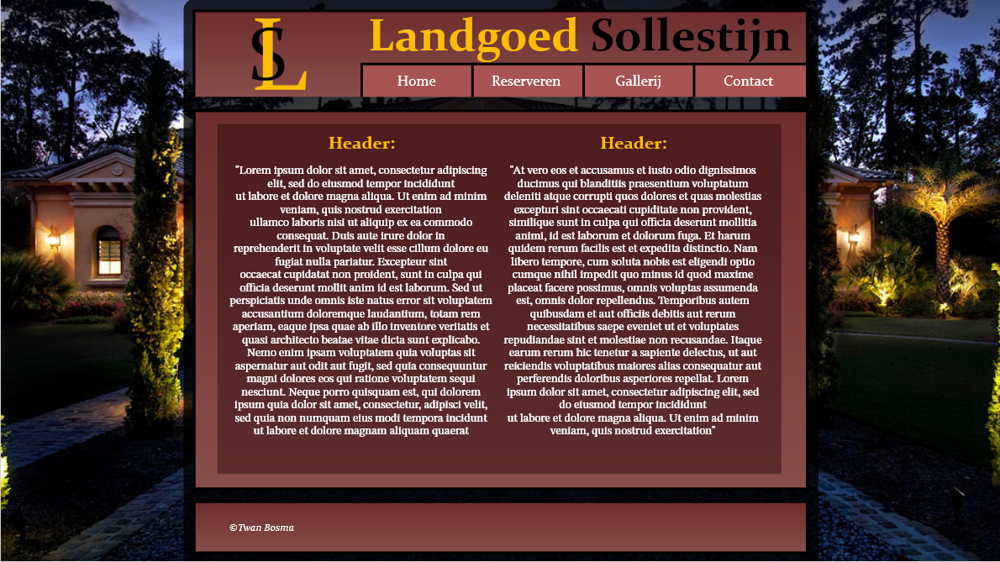 SL
Landgoed Sollestijn
Home Reserveren Gallerij Contact
Header:
"Lorem ipsum dolor sit amet, consectetur adipiscing
elit, sed do eiusmod tempor incididunt
ut labore et dolore magna aliqua. Ut enim ad minim
veniam, quis nostrud exercitation
ullamco laboris nisi ut aliquip ex ea commodo
consequat. Duis aute irure dolor in
reprehenderit in voluptate velit esse cillum dolore eu
fugiat nulla pariatur. Excepteur sint
occaecat cupidatat non proident, sunt in culpa qui
officia deserunt mollit anim id est laborum. Sed ut
perspiciatis unde omnis iste natus error sit voluptatem
accusantium doloremque laudantium, totam rem
aperiam, eaque ipsa quae ab illo inventore veritatis et
quasi architecto beatae vitae dicta sunt explicabo.
Nemo enim ipsam voluptatem quia voluptas sit
aspernatur aut odit aut fugit, sed quia consequuntur
magni dolores eos qui ratione voluptatem sequi
nesciunt. Neque porro quisquam est, qui dolorem
ipsum quia dolor sit amet, consectetur, adipisci velit,
sed quia non numquam eius modi tempora incidunt
ut labore et dolore magnam aliquam quaerat
Header:
"At vero eos et accusamus et iusto odio dignissimos
ducimus qui blanditiis praesentium voluptatum
deleniti atque corrupti quos dolores et quas molestias
excepturi sint occaecati cupiditate non provident,
similique sunt in culpa qui officia deserunt mollitia
animi, id est laborum et dolorum fuga. Et harum
quidem rerum facilis est et expedita distinctio. Nam
libero tempore, cum soluta nobis est eligendi optio
cumque nihil impedit quo minus id quod maxime
placeat facere possimus, omnis voluptas assumenda
est, omnis dolor repellendus. Temporibus autem
quibusdam et aut officiis debitis aut rerum
necessitatibus saepe eveniet ut et voluptates
repudiandae sint et molestiae non recusandae. Itaque
earum rerum hic tenetur a sapiente delectus, ut aut
reiciendis voluptatibus maiores alias consequatur aut
perferendis doloribus asperiores repellat. Lorem
ipsum dolor sit amet, consectetur adipiscing elit, sed
do eiusmod tempor incididunt
ut labore et dolore magna aliqua. Ut enim ad minim
veniam, quis nostrud exercitation"
©Twan Bosma